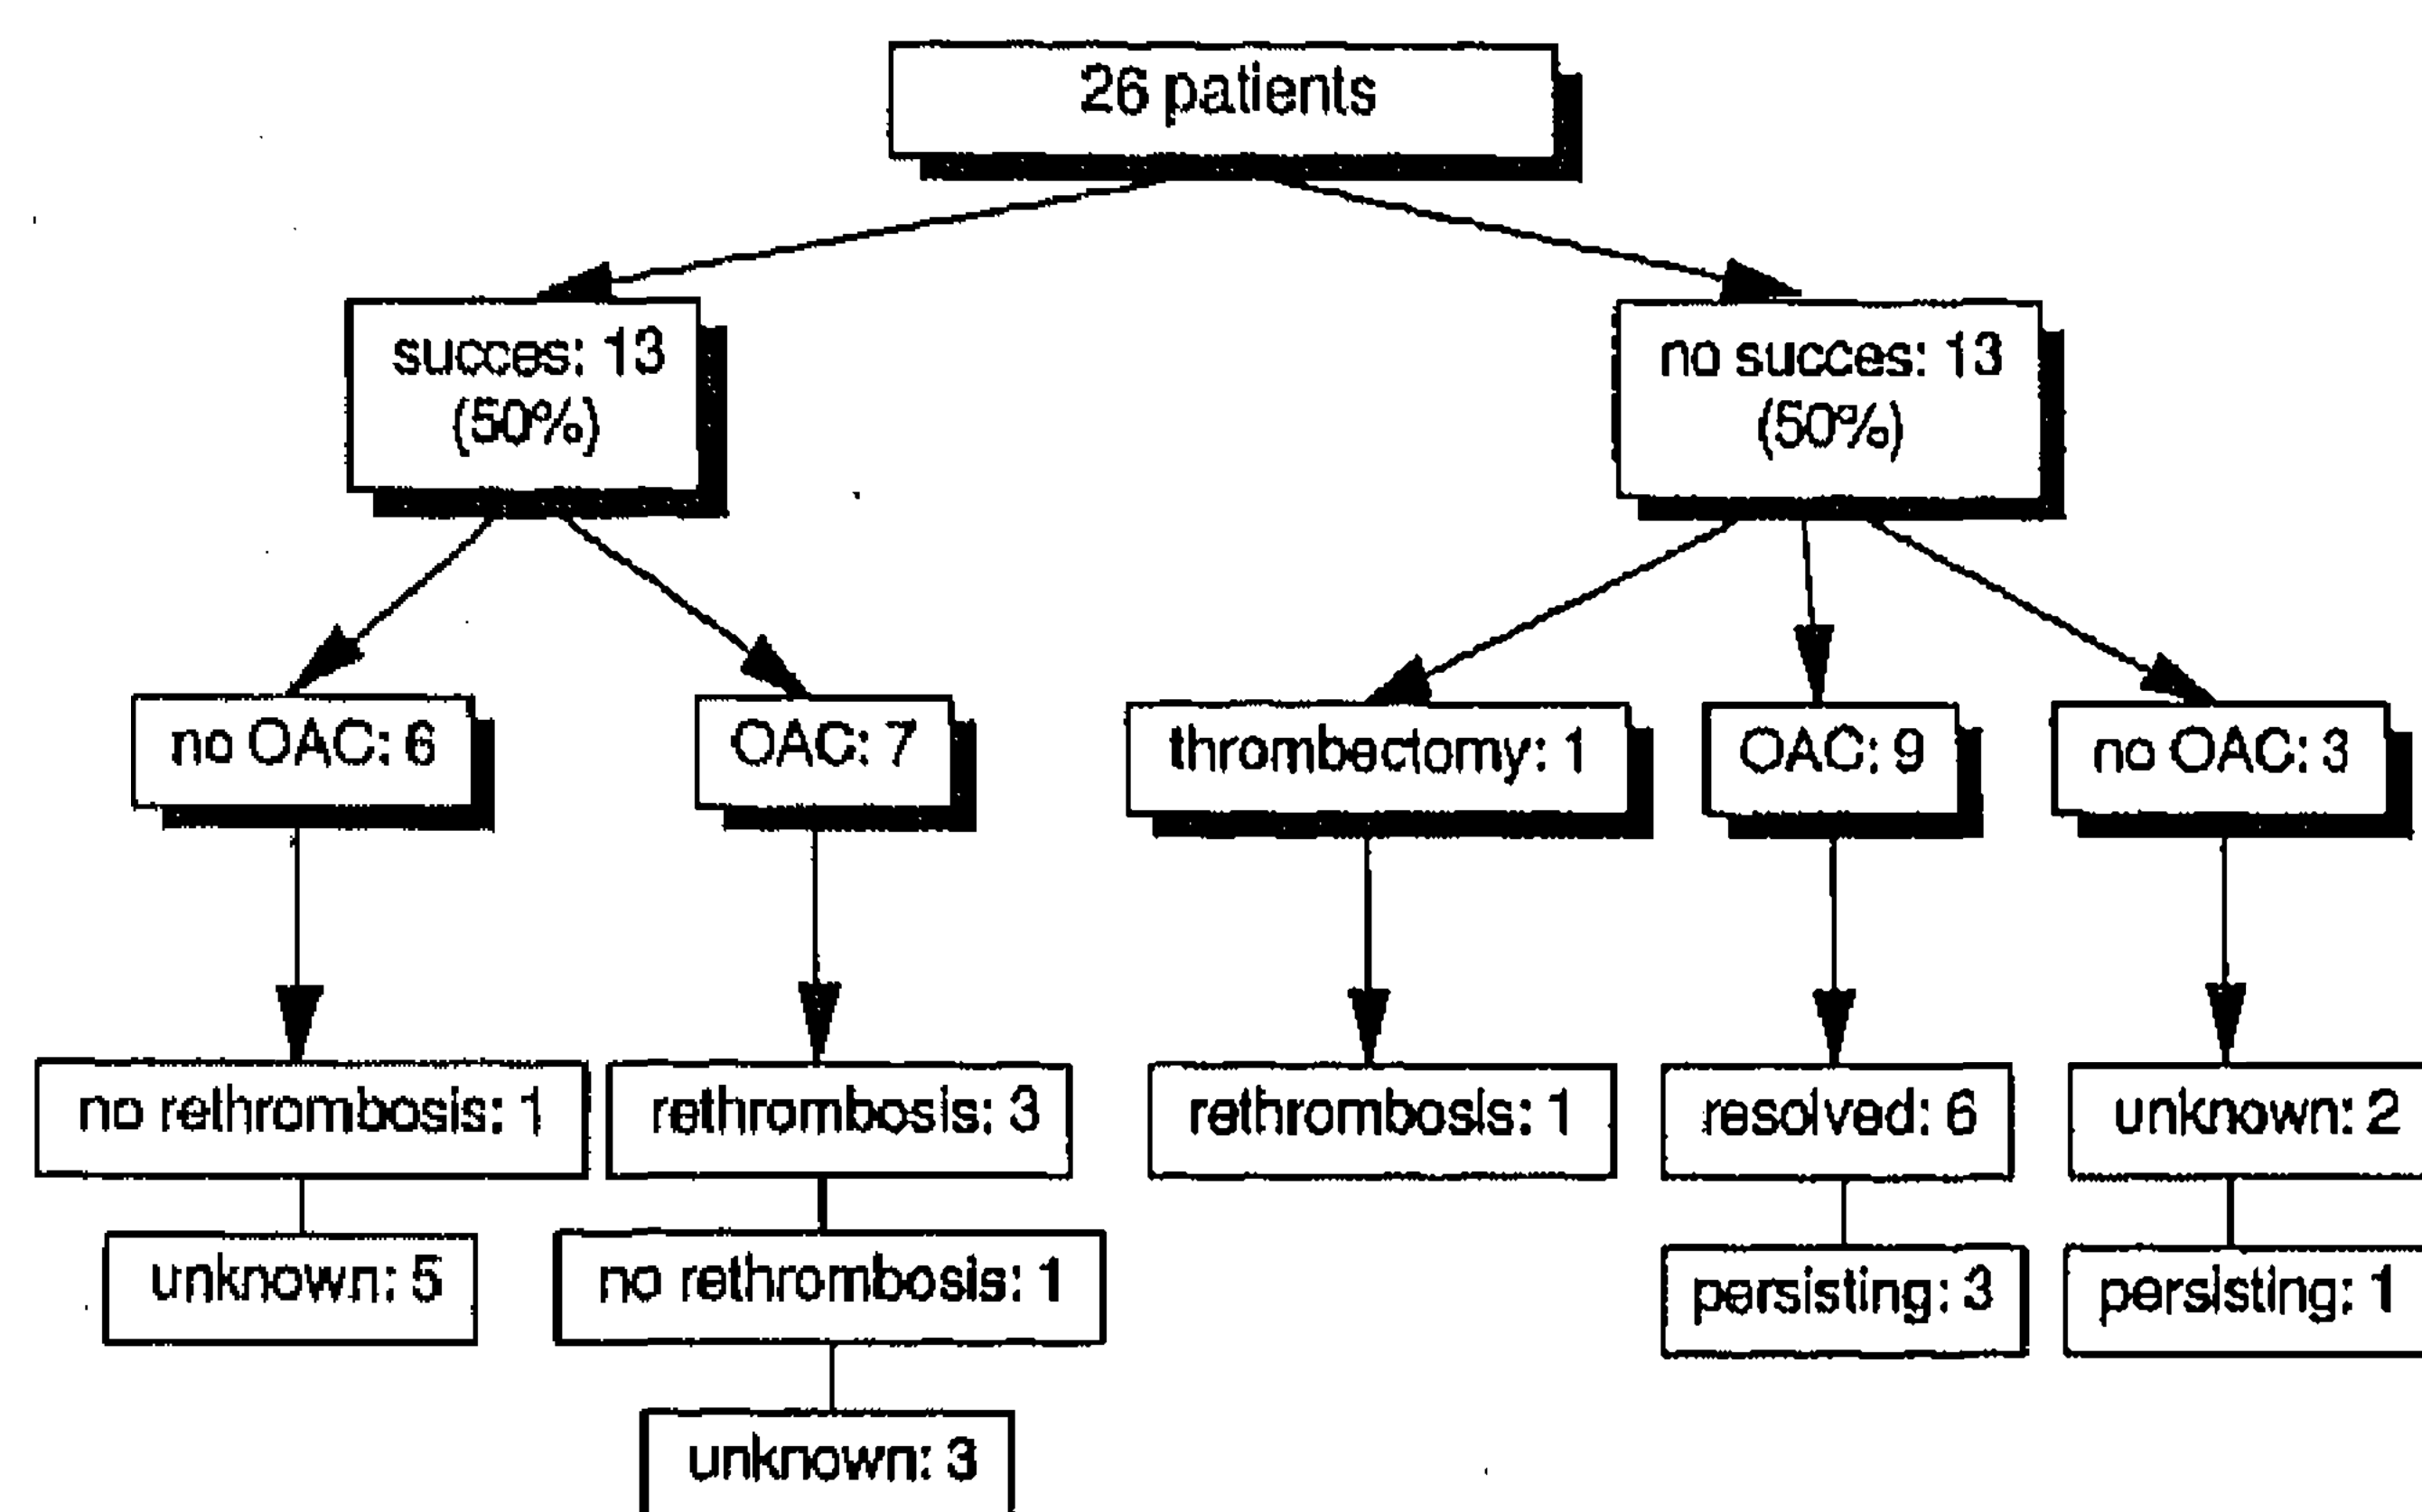 26 patients
succes: 13
(50%)
no succes: 13
(50%)
no OAC: 6
OAC: 7
thrombectomy: 1
OAC: 9
no OAC: 3
no rethrombosis: 1
rethrombosis: 3
rethrombosis: 1
resolved: 6
unknown: 2
unknown: 5
no rethrombosis: 1
persisting: 3
persisting: 1
unknown: 3